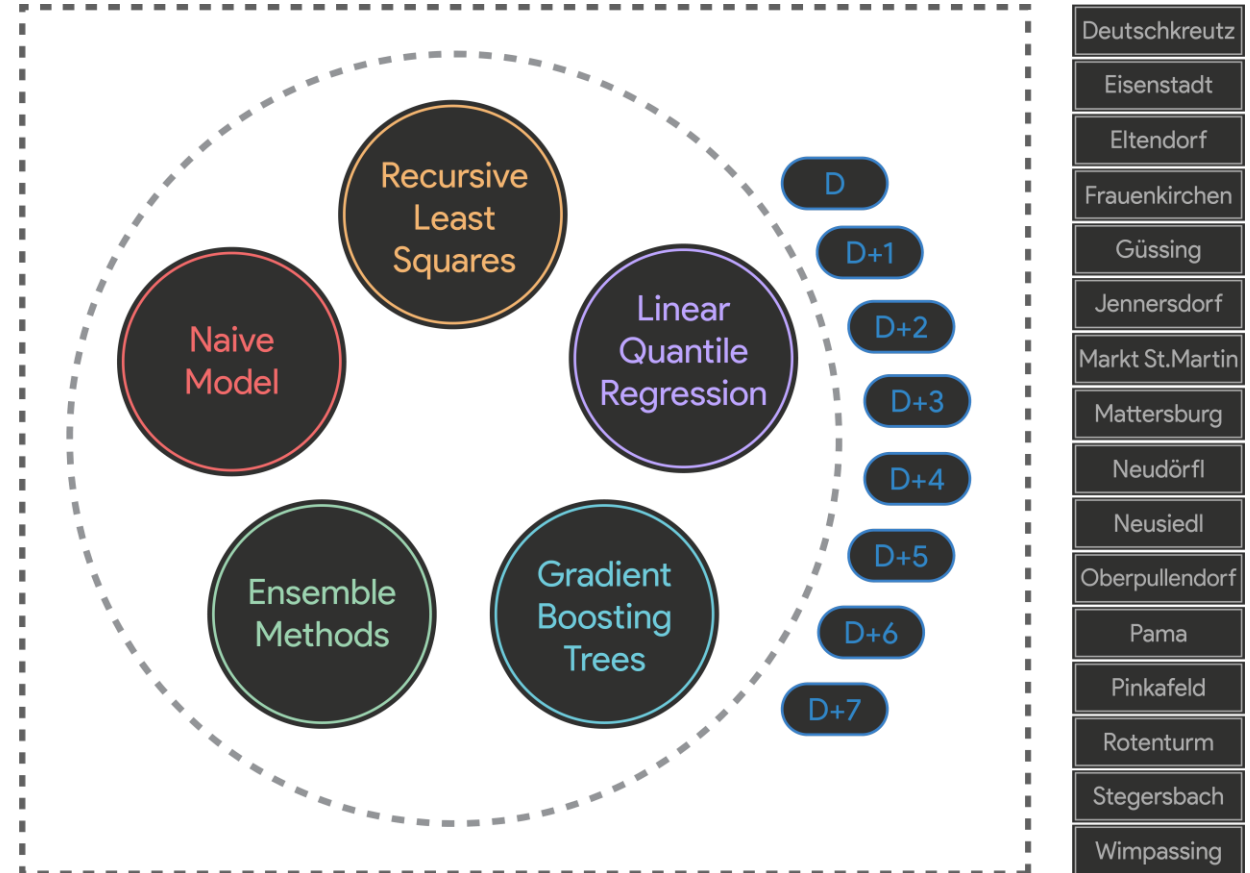 Recursive
Least
Squares
Naive
Model
Linear
Quantile
Regression
Ensemble
Methods
Gradient
Boosting
Trees
D
D+1
D+2
D+3
D+4
D+5
D+6
D+7
Deutschkreutz
Eisenstadt
Eltendorf
Frauenkirchen
Güssing
Jennersdorf
Markt St.Martin
Mattersburg
Neudörfl
Neusiedl
Oberpullendorf
Pama
Pinkafeld
Rotenturm
Stegersbach
Wimpassing